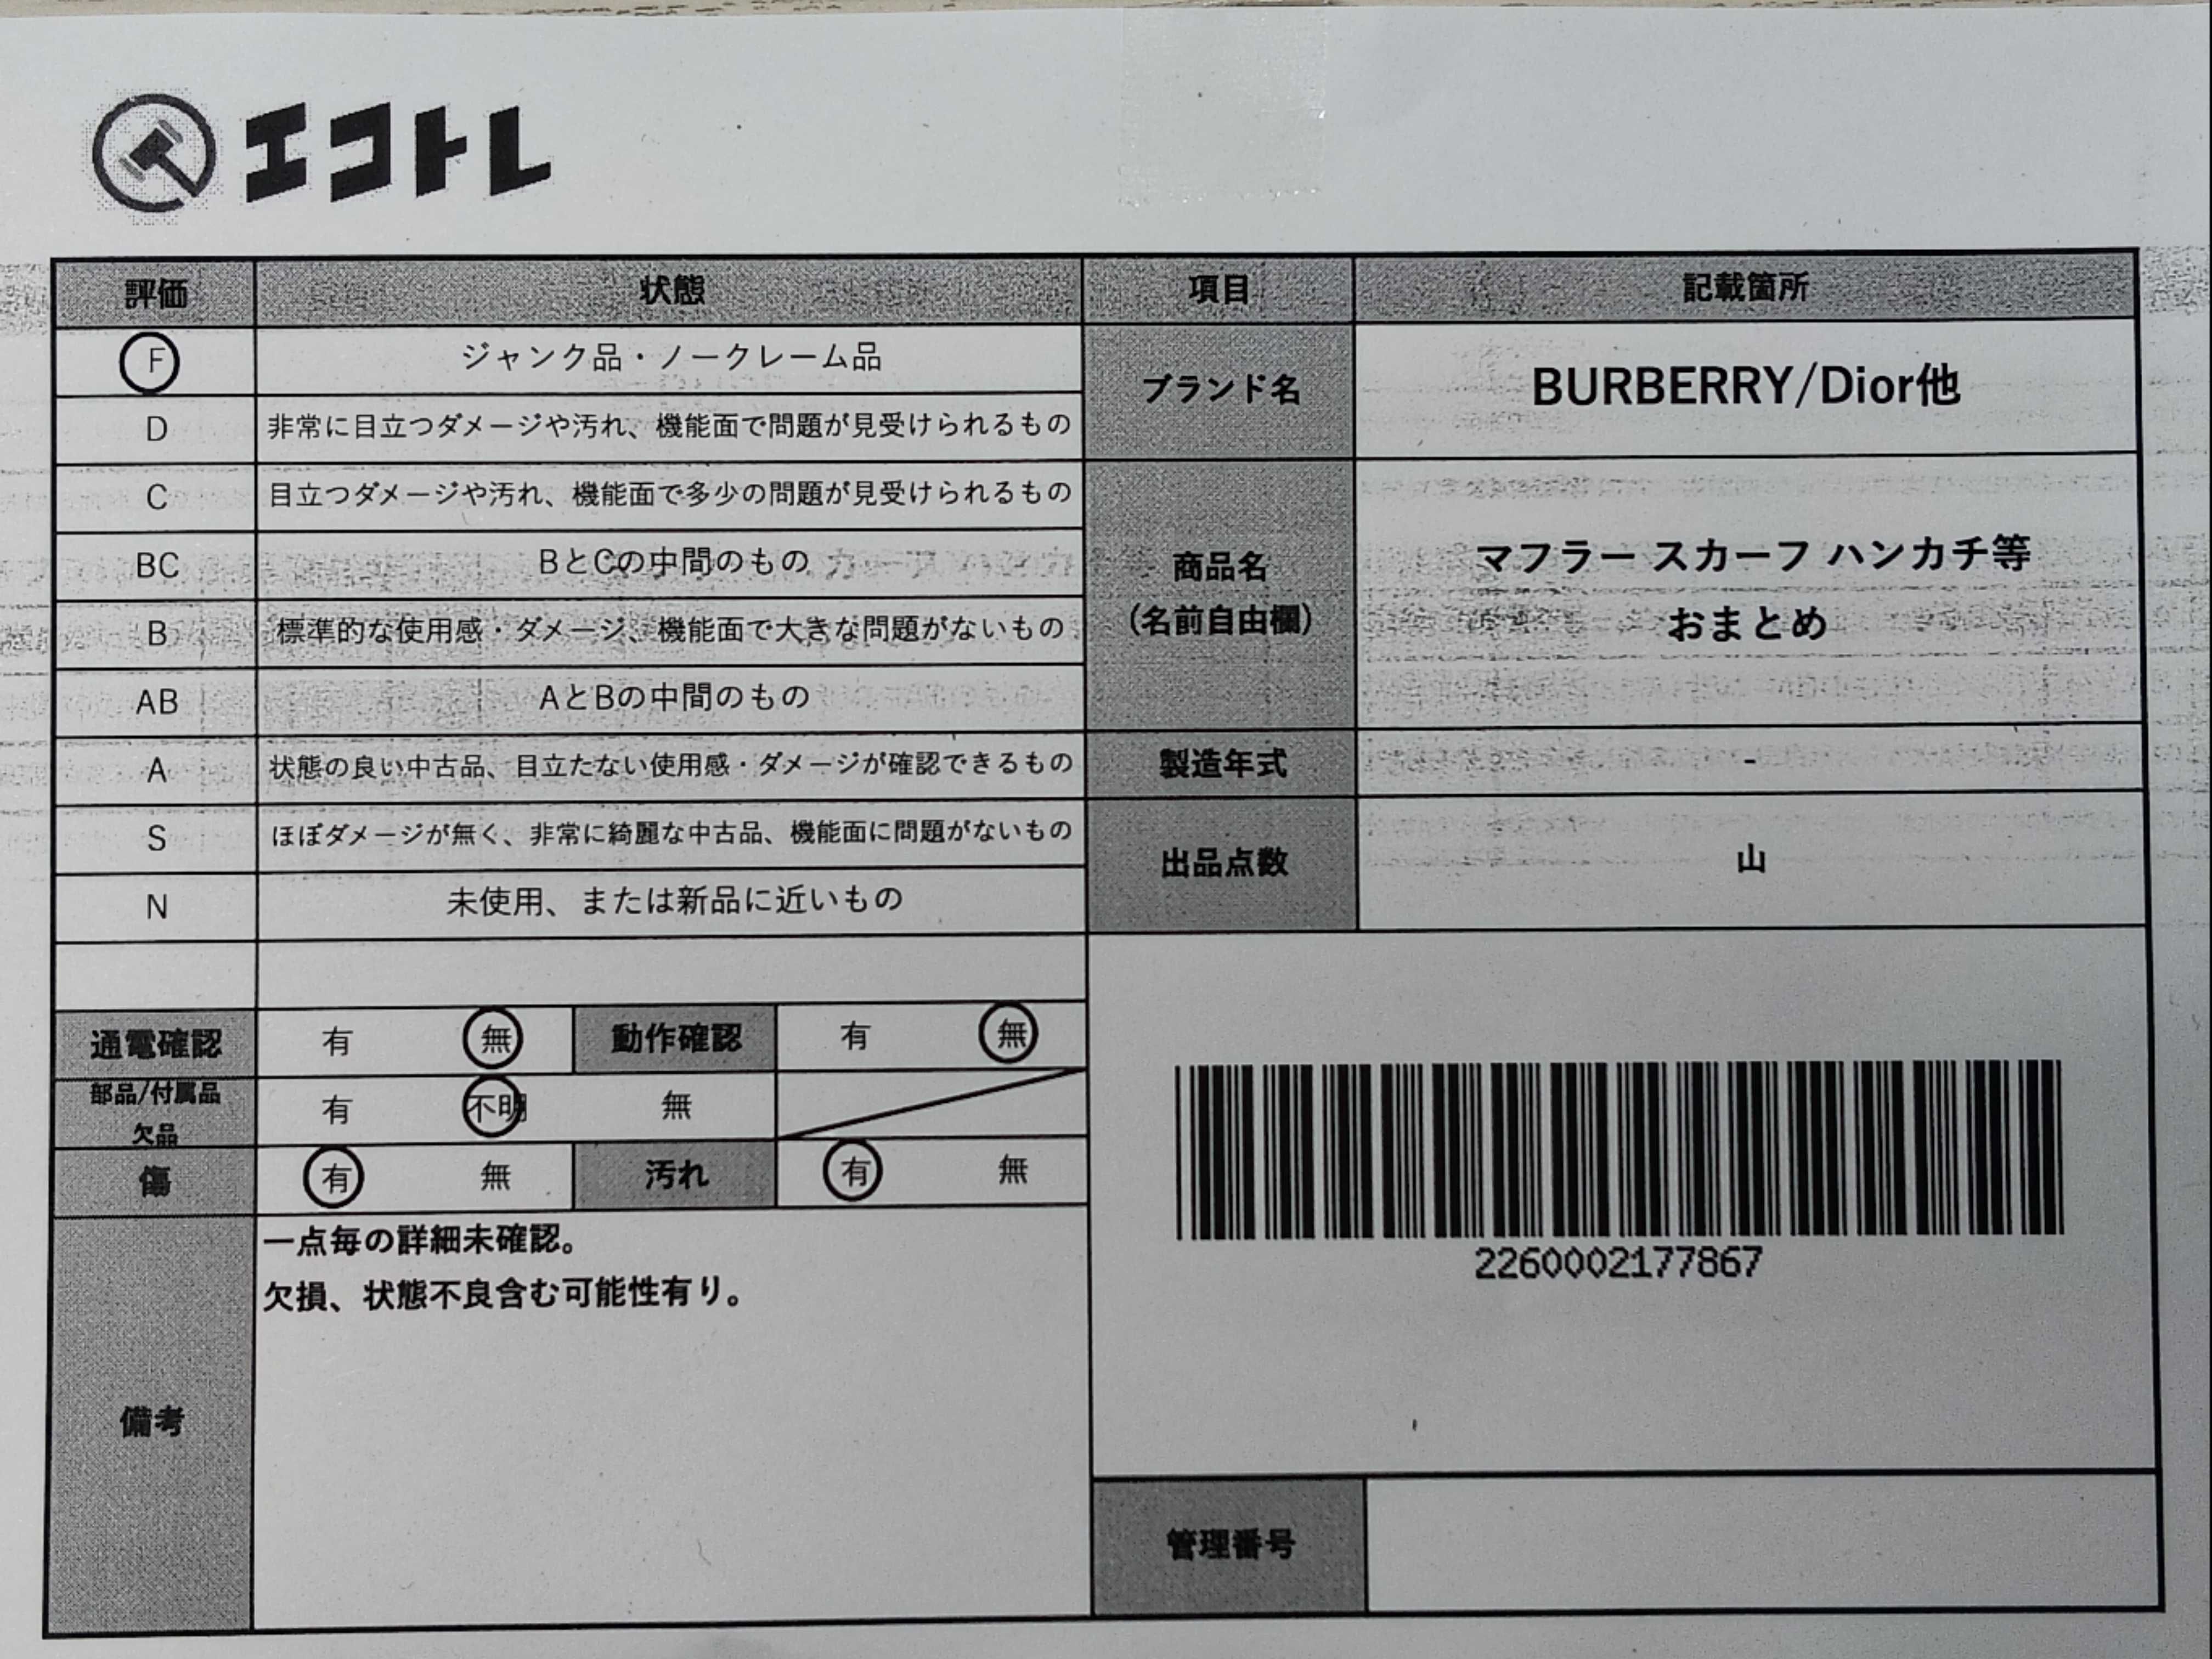 エコトレ
評価 状態 項目 記載箇所
F ジャンク品・ノークレーム品
D 非常に目立つダメージや汚れ、機能面で問題が見受けられるもの
ブランド名 BURBERRY/Dior他
C 目立つダメージや汚れ、機能面で多少の問題が見受けられるもの
BC BとCの中間のもの
B 標準的な使用感・ダメージ、機能面で大きな問題がないもの
AB AとBの中間のもの
商品名
(名前自由欄)
マフラー スカーフ ハンカチ等
おまとめ
A 状態の良い中古品、目立たない使用感・ダメージが確認できるもの
製造年式 -
S ほぼダメージが無く、非常に綺麗な中古品、機能面に問題がないもの
N 未使用、または新品に近いもの
出品点数 山
通電確認 有 無 動作確認 有 無
部品/付属品
欠品
有 不明 無
傷 有 無 汚れ 有 無
備考
一点毎の詳細未確認。
欠損、状態不良含む可能性有り。
2260002177867
管理番号